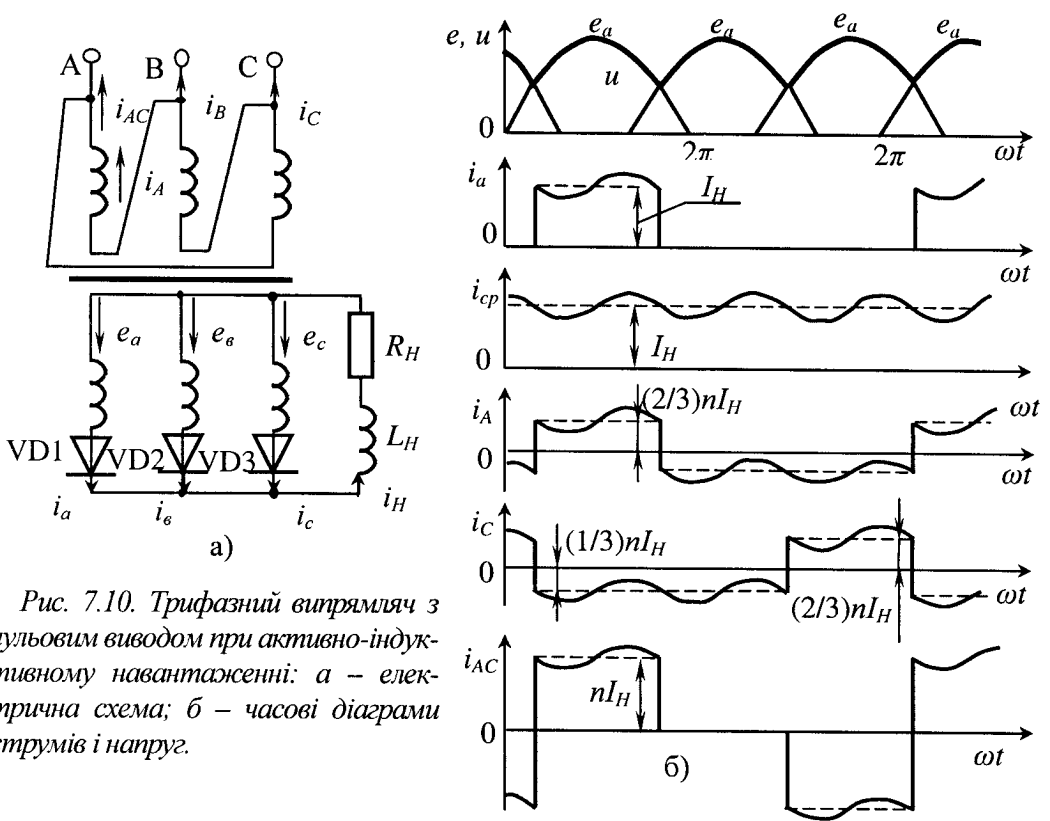 A B C
i_AC i_B i_C
i_A
e_a e_в e_c R_H
VD1 VD2 VD3 L_H
i_a i_в i_c i_H
а)
Рис. 7.10. Трифазний випрямляч з
нульовим виводом при активно-індук-
тивному навантаженні: а – елек-
трична схема; б – часові діаграми
струмів і напруг.
e, u e_a e_a e_a e_a
u
0 2π 2π ωt
i_a I_H
0 ωt
i_cp
0 I_H
i_A (2/3)nI_H ωt
0 ωt
i_C (1/3)nI_H
0 (2/3)nI_H ωt
i_AC
nI_H
0 ωt
б)